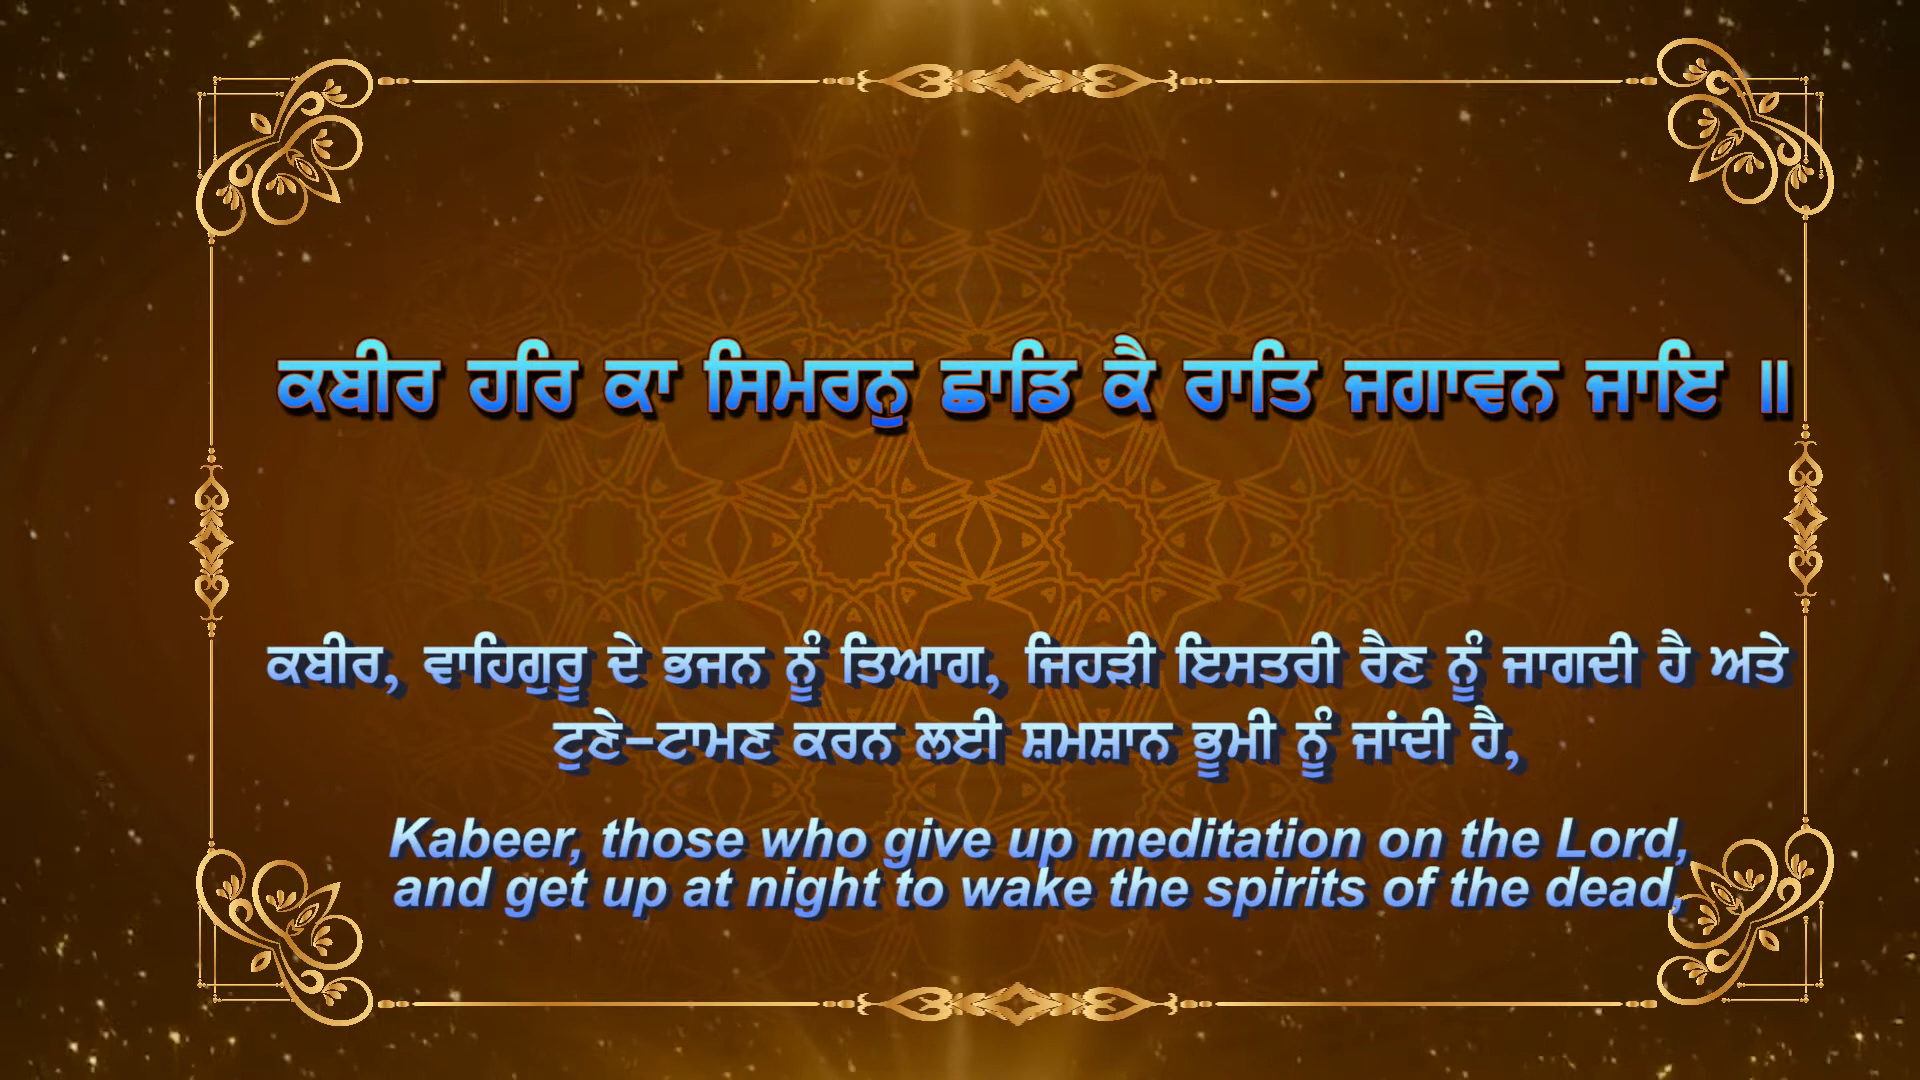 ਕਬੀਰ ਹਰਿ ਕਾ ਸਿਮਰਨੁ ਛਾਡਿ ਕੈ ਰਾਤਿ ਜਗਾਵਨ ਜਾਇ ॥
ਕਬੀਰ, ਵਾਹਿਗੁਰੂ ਦੇ ਭਜਨ ਨੂੰ ਤਿਆਗ, ਜਿਹੜੀ ਇਸਤਰੀ ਰੈਣ ਨੂੰ ਜਾਗਦੀ ਹੈ ਅਤੇ
ਟੁਣੇ-ਟਾਮਣ ਕਰਨ ਲਈ ਸ਼ਮਸ਼ਾਨ ਭੂਮੀ ਨੂੰ ਜਾਂਦੀ ਹੈ,
Kabeer, those who give up meditation on the Lord,
and get up at night to wake the spirits of the dead,